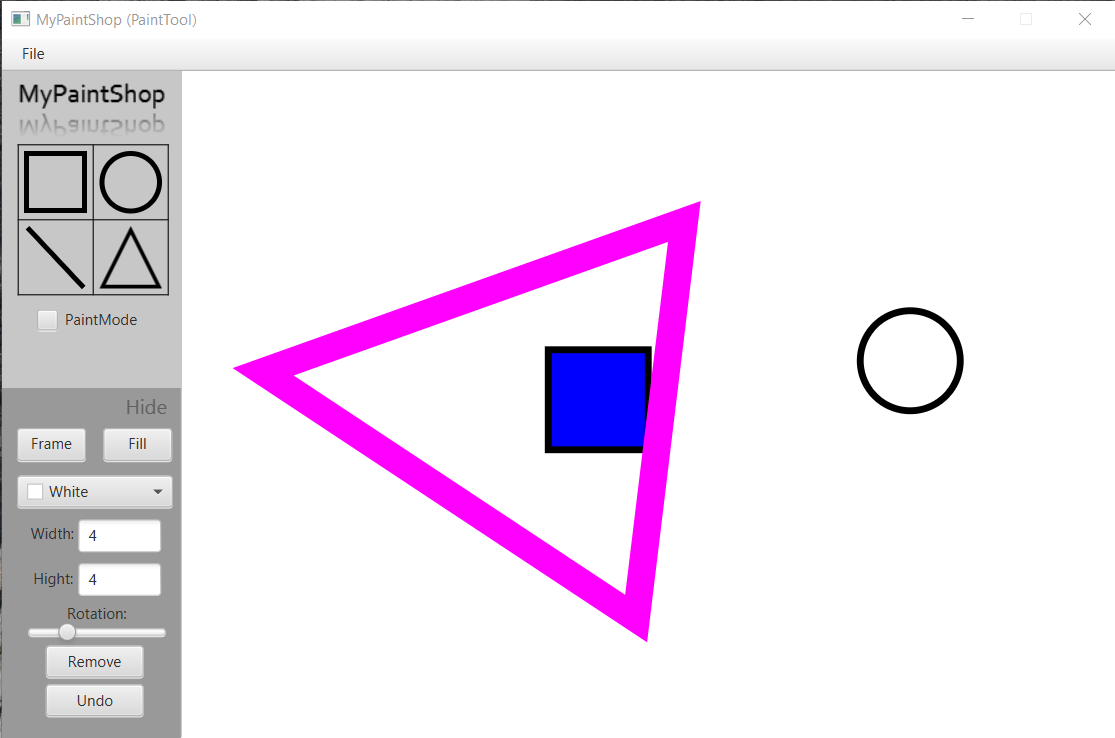 MyPaintShop (PaintTool)
File
MyPaintShop
MyPaintShop
PaintMode
Hide
Frame Fill
White
Width: 4
Hight: 4
Rotation:
Remove
Undo